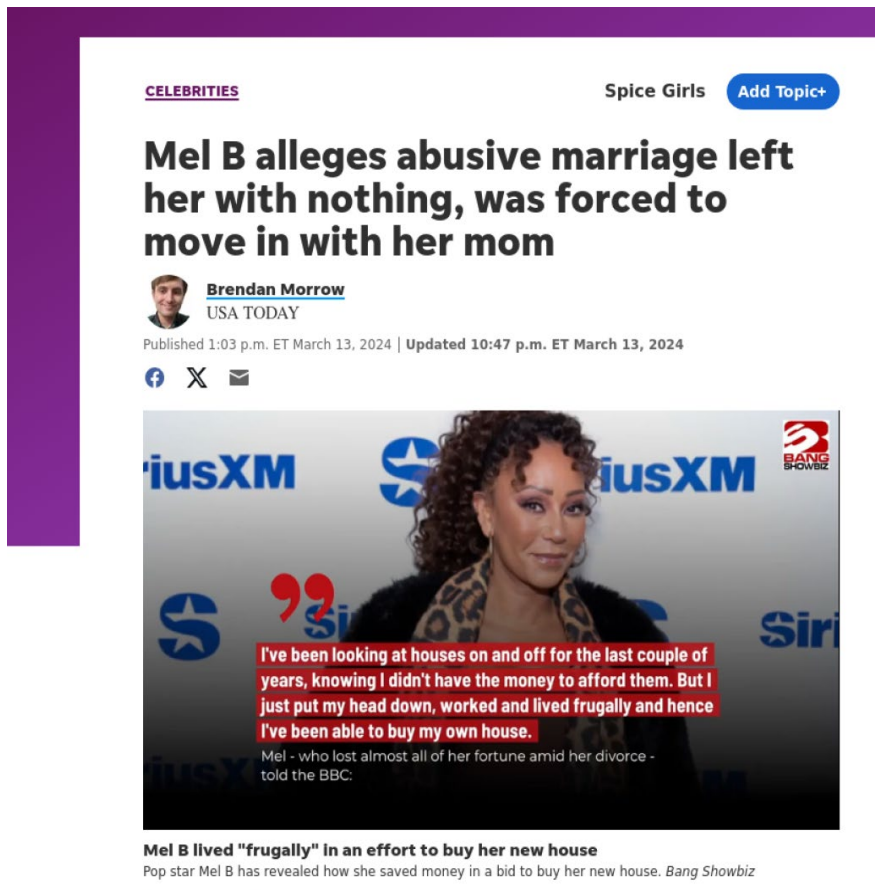 CELEBRITIES
Spice Girls
Add Topic+
Mel B alleges abusive marriage left
her with nothing, was forced to
move in with her mom
Brendan Morrow
USA TODAY
Published 1:03 p.m. ET March 13, 2024 | Updated 10:47 p.m. ET March 13, 2024
BANG
SHOWBIZ
riusXM
iusXM
Si
Siri
I've been looking at houses on and off for the last couple of
years, knowing I didn't have the money to afford them. But I
just put my head down, worked and lived frugally and hence
I've been able to buy my own house.
Mel - who lost almost all of her fortune amid her divorce -
told the BBC:
iusX
M
Mel B lived "frugally" in an effort to buy her new house
Pop star Mel B has revealed how she saved money in a bid to buy her new house. Bang Showbiz